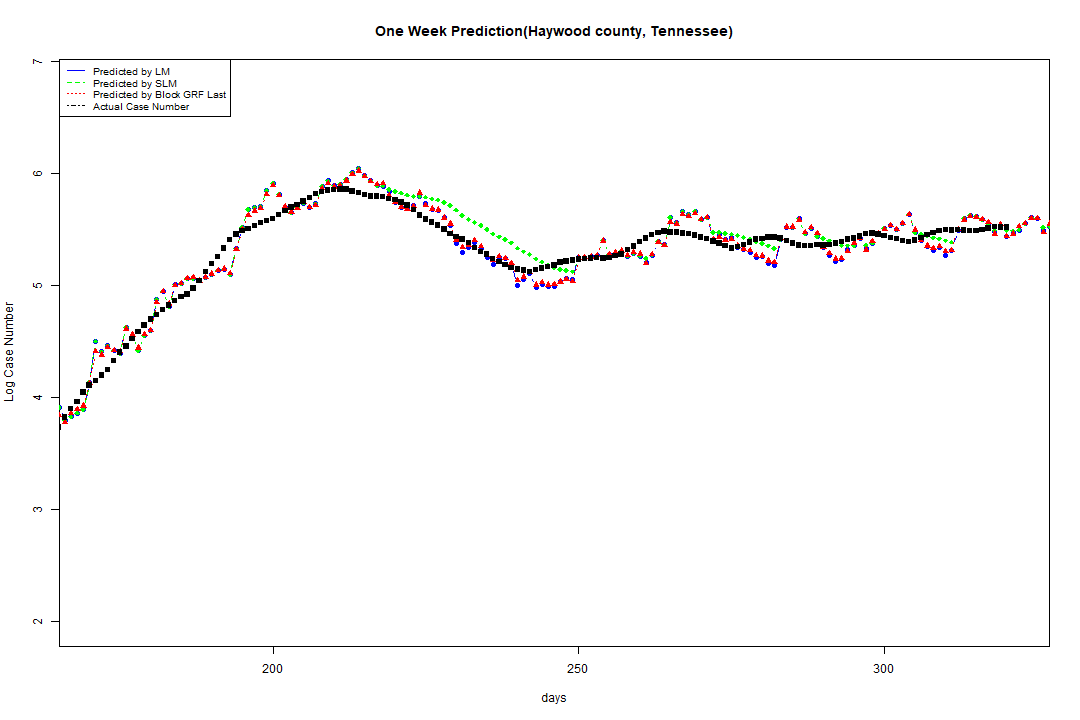 One Week Prediction(Haywood county, Tennessee)
Predicted by LM
Predicted by SLM
Predicted by Block GRF Last
Actual Case Number
7
6
5
4
3
2
Log Case Number
200 250 300
days